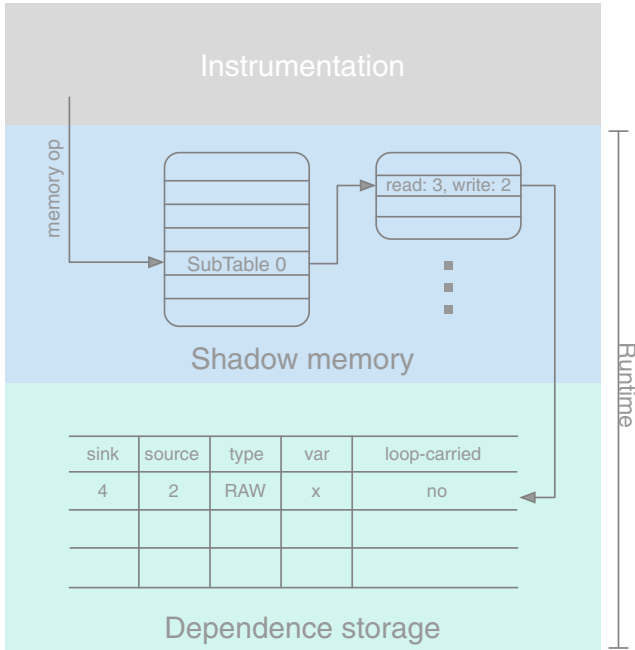 Instrumentation
memory op
read: 3, write: 2
SubTable 0
Shadow memory
Runtime
sink source type var loop-carried
4 2 RAW x no
Dependence storage